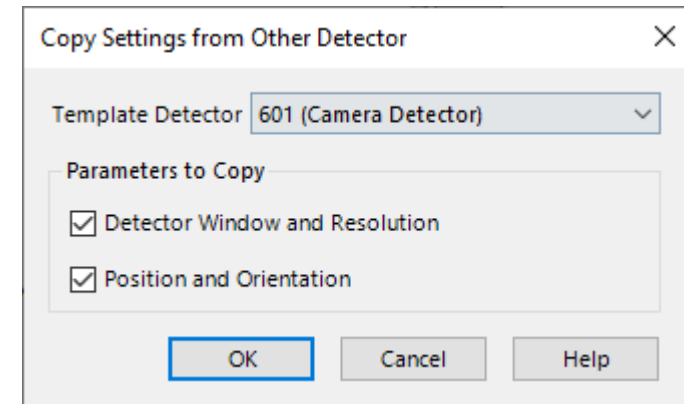 Copy Settings from Other Detector
Template Detector 601 (Camera Detector)
Parameters to Copy
Detector Window and Resolution
Position and Orientation
OK Cancel Help